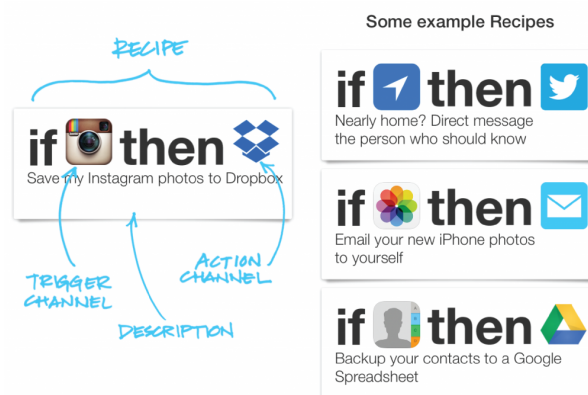 RECIPE
if then
Save my Instagram photos to Dropbox
TRIGGER
CHANNEL
ACTION
CHANNEL
DESCRIPTION
Some example Recipes
if then
Nearly home? Direct message
the person who should know
if then
Email your new iPhone photos
to yourself
if then
Backup your contacts to a Google
Spreadsheet